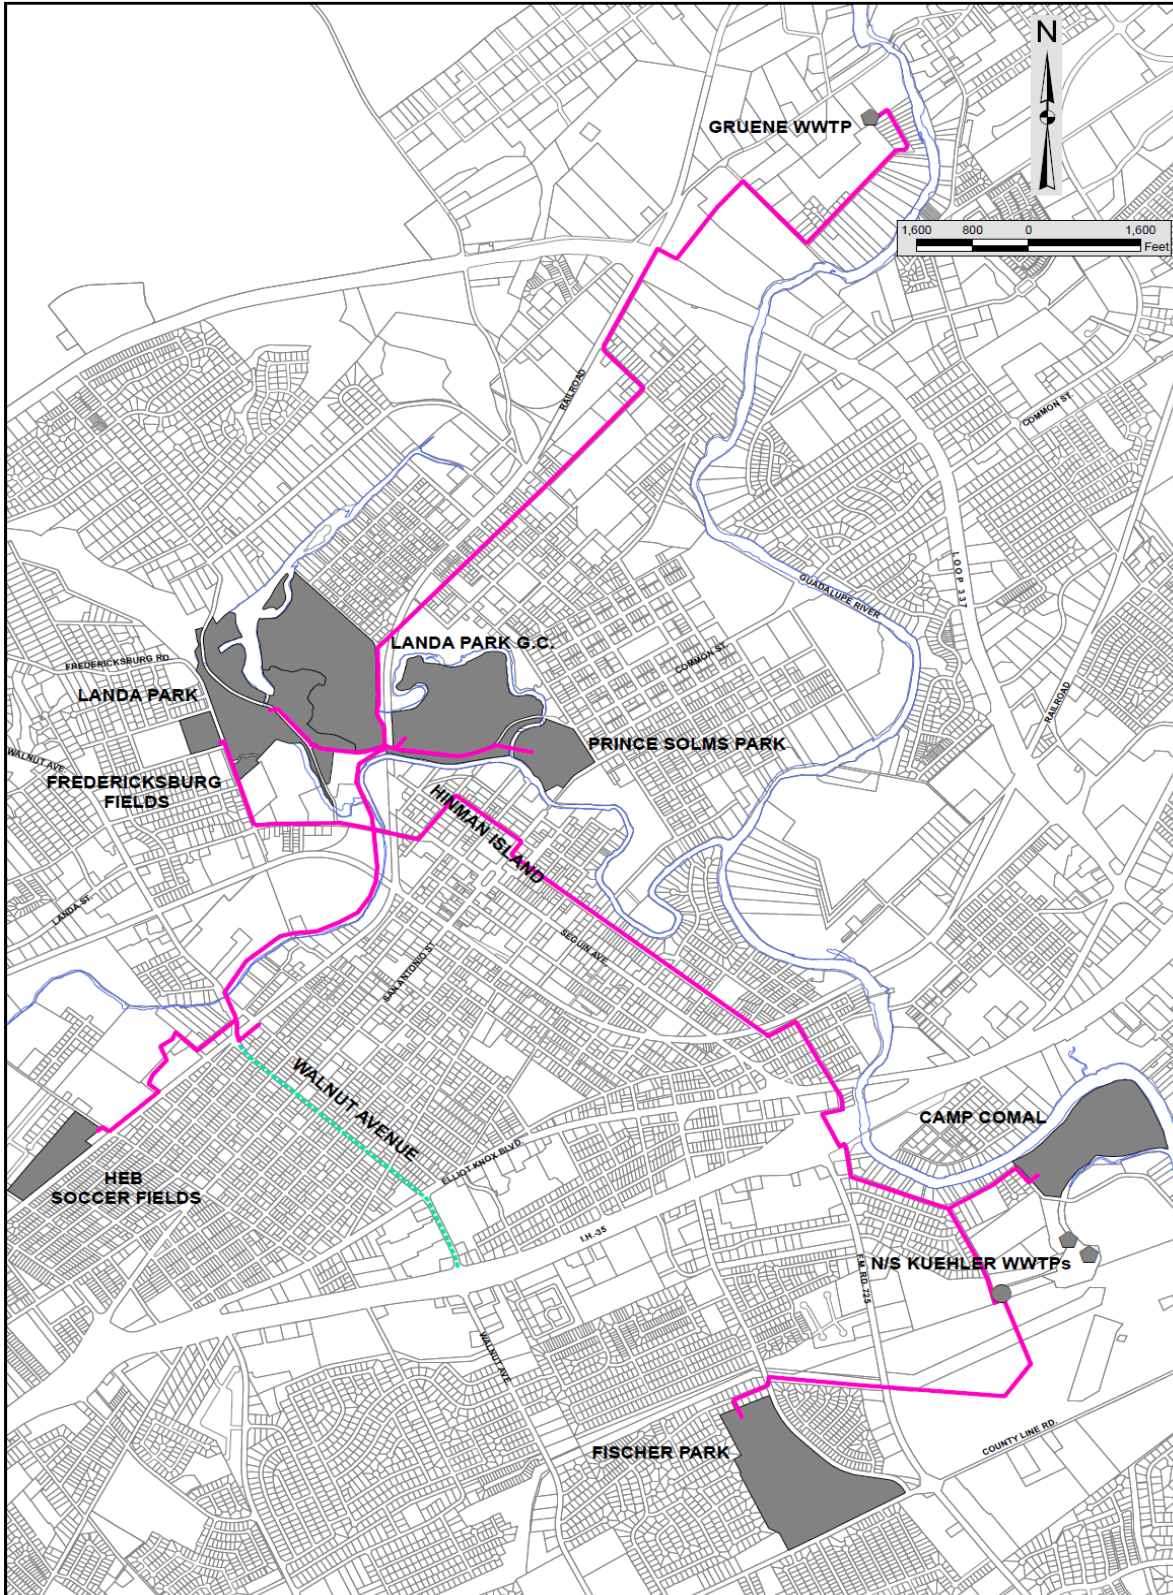 N
GRUENE WWTP
1,600 800 0 1,600
Feet
RAILROAD
COMMON ST.
LOOP 337
GUADALUPE RIVER
LANDA PARK G.C.
COMMON ST.
FREDERICKSBURG RD.
LANDA PARK
RAILROAD
PRINCE SOLMS PARK
WALNUT AVE.
FREDERICKSBURG
FIELDS
HINMAN ISLAND
LANDA ST.
SEGUIN AVE.
SAN ANTONIO ST.
WALNUT AVENUE
CAMP COMAL
ELLIOT KNOX BLVD.
HEB
SOCCER FIELDS
I.H.-35
N/S KUEHLER WWTPs
F.M. RD. 725
WALNUT AVE.
COUNTY LINE RD.
FISCHER PARK